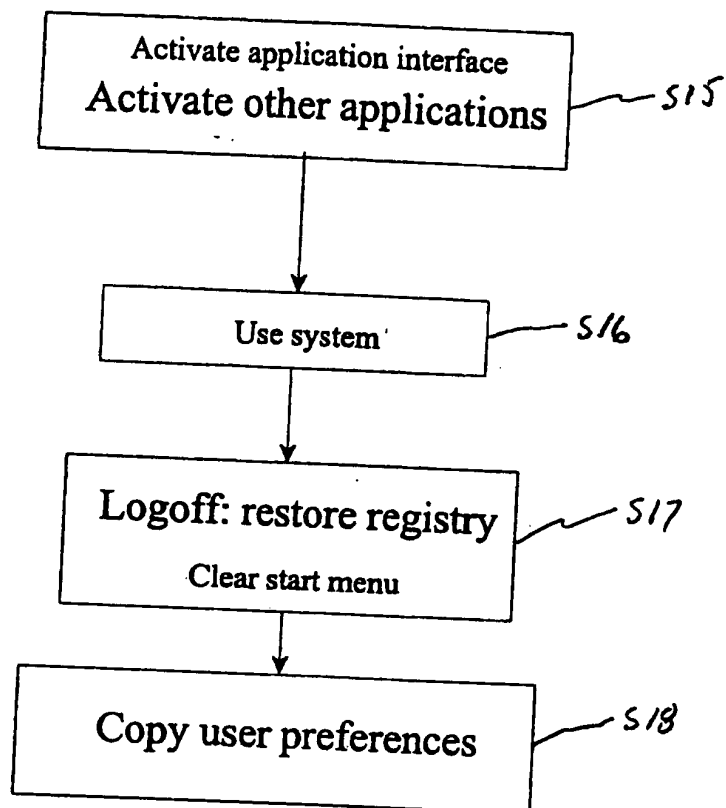 Activate application interface
Activate other applications
S15
Use system
S16
Logoff: restore registry
Clear start menu
S17
Copy user preferences
S18